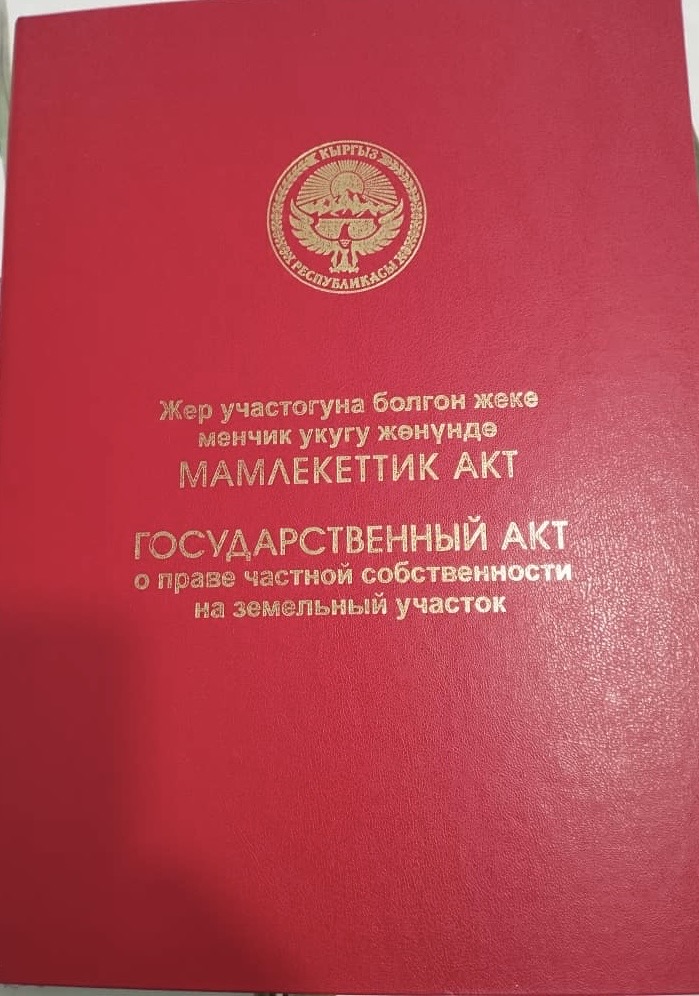 КЫРГЫЗ
РЕСПУБЛИКАСЫ
Жер участогуна болгон жеке
менчик укугу жөнүндө
МАМЛЕКЕТТИК АКТ
ГОСУДАРСТВЕННЫЙ АКТ
о праве частной собственности
на земельный участок